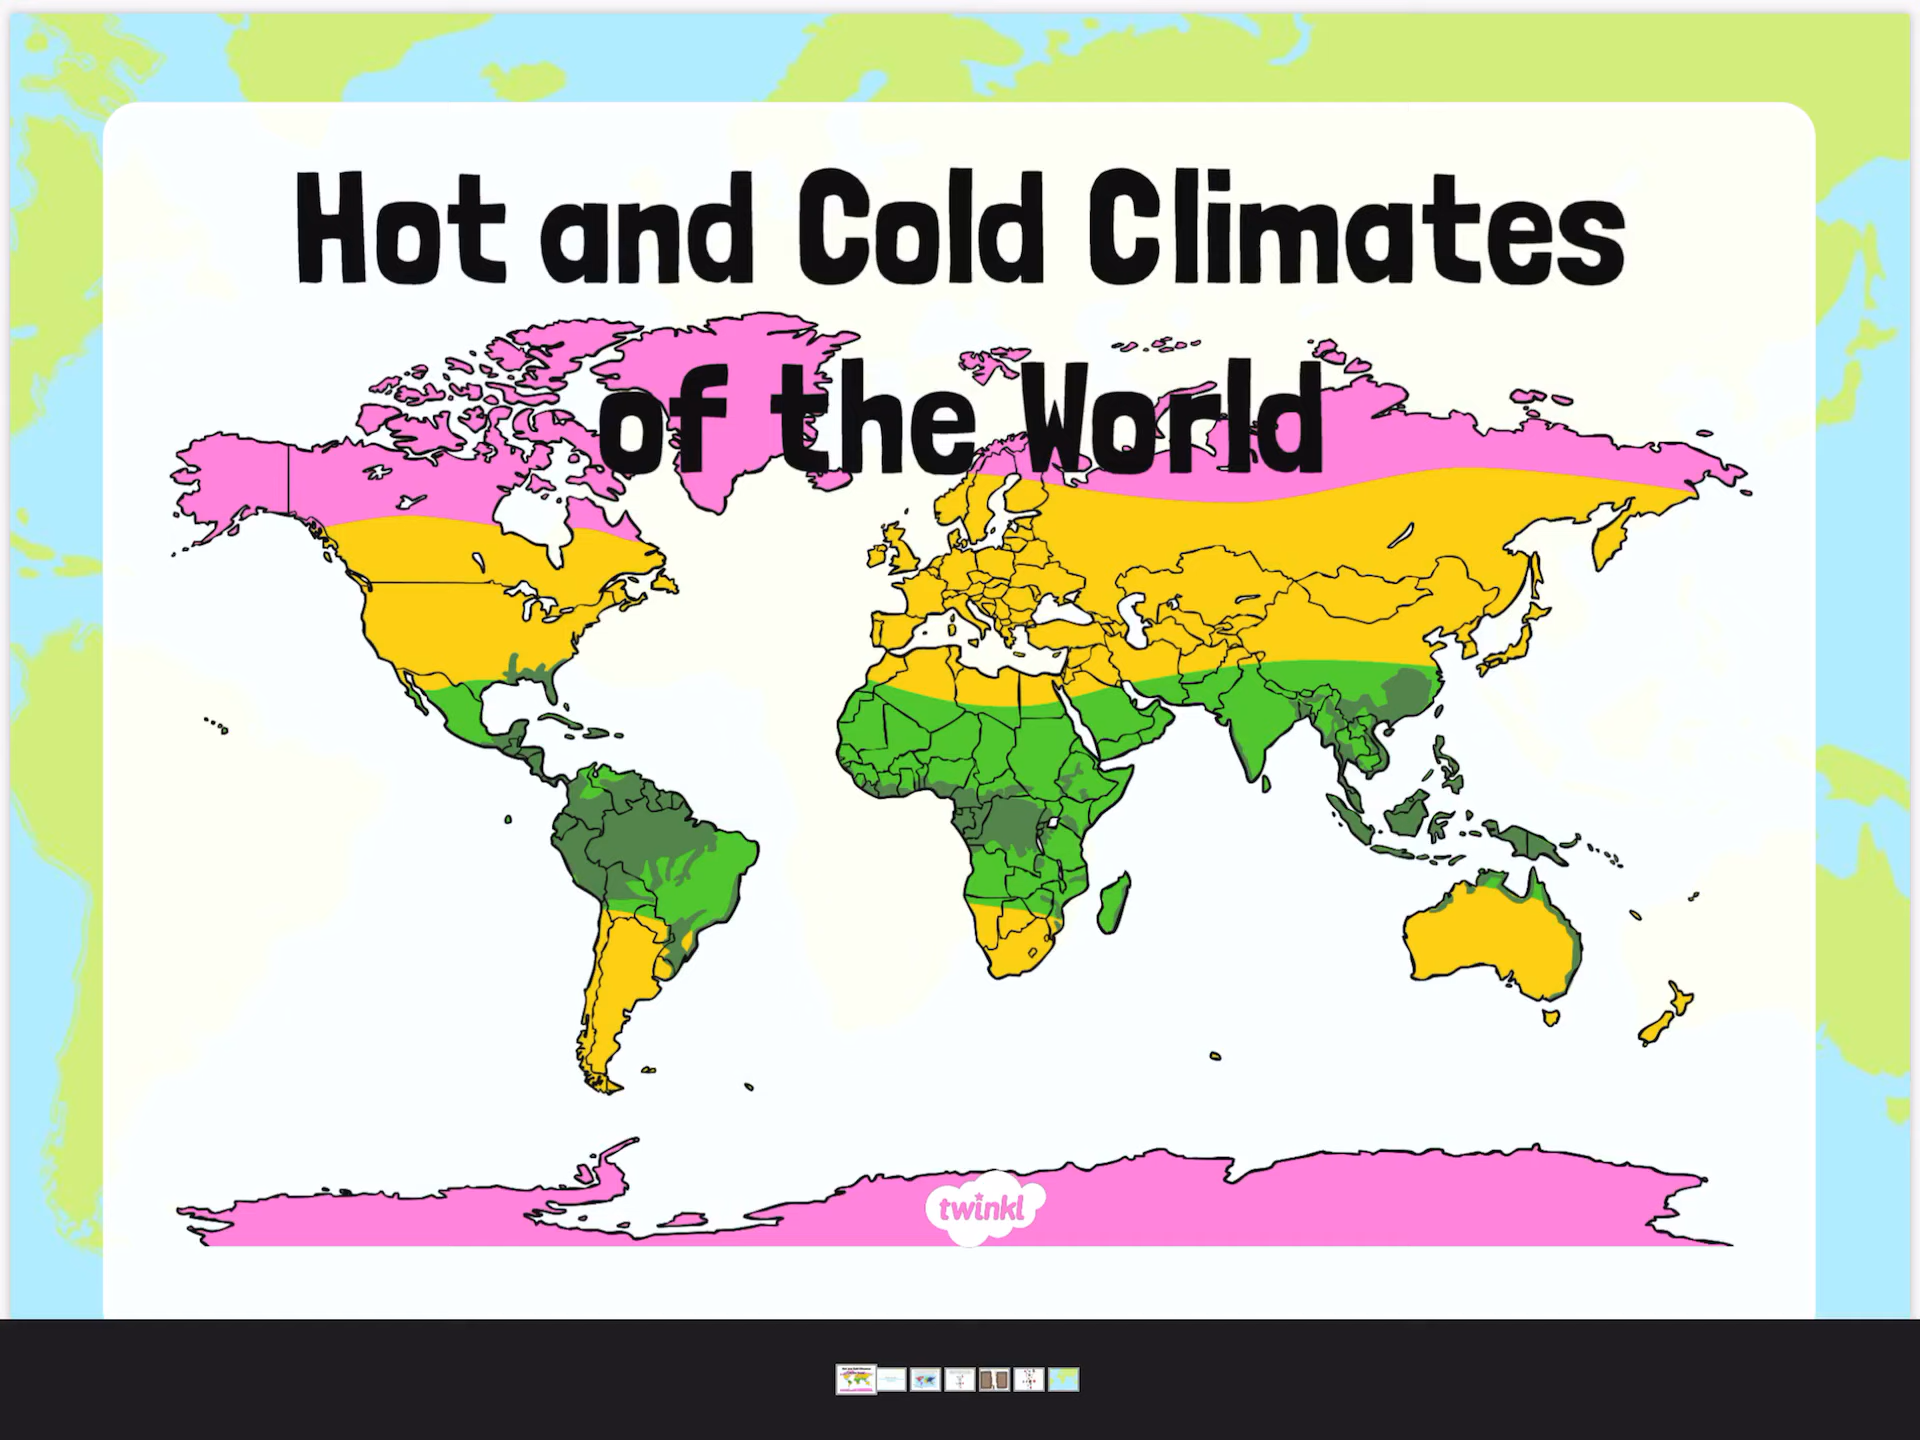 Hot and Cold Climates
of the World
twinkl